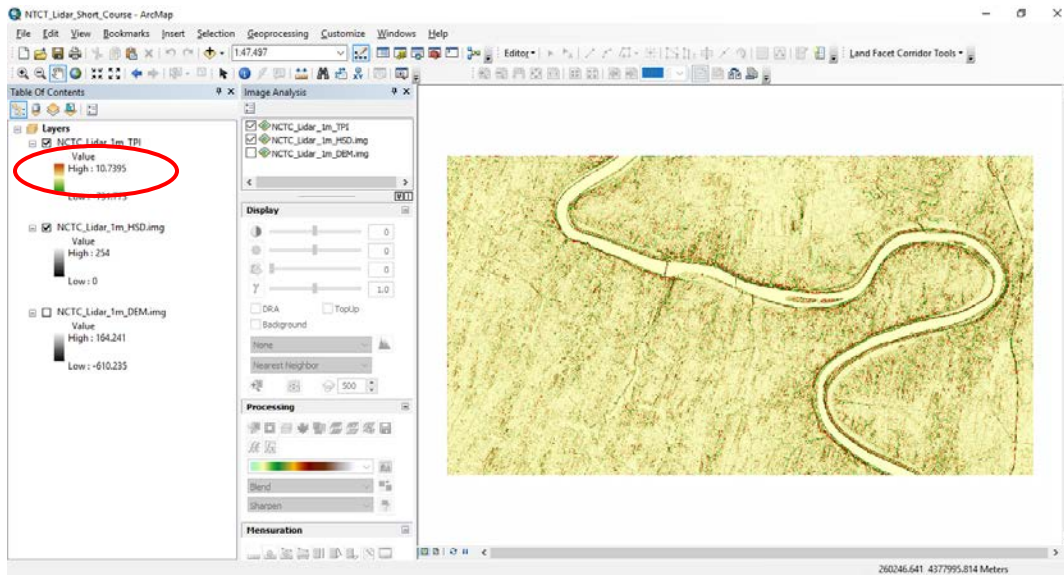 NTCT_Lidar_Short_Course - ArcMap
File Edit View Bookmarks Insert Selection Geoprocessing Customize Windows Help
1:47,497
Editor
Land Facet Corridor Tools
Table Of Contents
Layers
NCTC_Lidar_1m_TPI
Value
High : 10.7395
NCTC_Lidar_1m_HSD.img
Value
High : 254
Low : 0
NCTC_Lidar_1m_DEM.img
Value
High : 164.241
Low : -610.235
Image Analysis
NCTC_Lidar_1m_TPI
NCTC_Lidar_1m_HSD.img
NCTC_Lidar_1m_DEM.img
Display
0
0
0
1.0
DRA TopUp
Background
None
Nearest Neighbor
500
Processing
Blend
Sharpen
Mensuration
260246.641 4377995.814 Meters